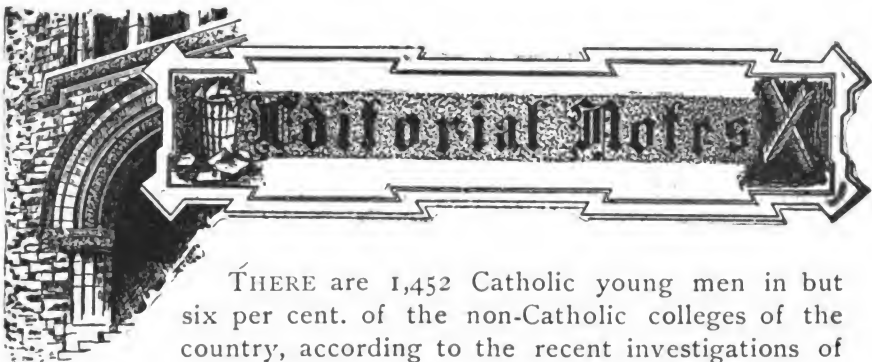 Editorial Notes
THERE are 1,452 Catholic young men in but
six per cent. of the non-Catholic colleges of the
country, according to the recent investigations of